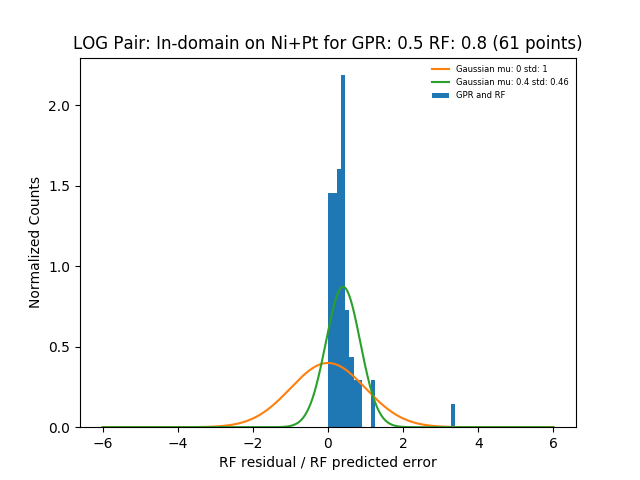 LOG Pair: In-domain on Ni+Pt for GPR: 0.5 RF: 0.8 (61 points)
Gaussian mu: 0 std: 1
Gaussian mu: 0.4 std: 0.46
GPR and RF
Normalized Counts
2.0
1.5
1.0
0.5
0.0
−6 −4 −2 0 2 4 6
RF residual / RF predicted error